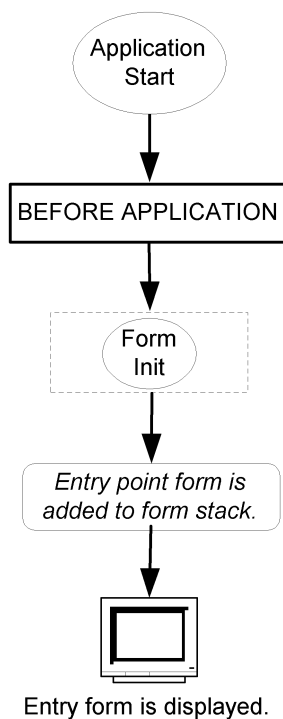 Application
Start
BEFORE APPLICATION
Form
Init
Entry point form is
added to form stack.
Entry form is displayed.